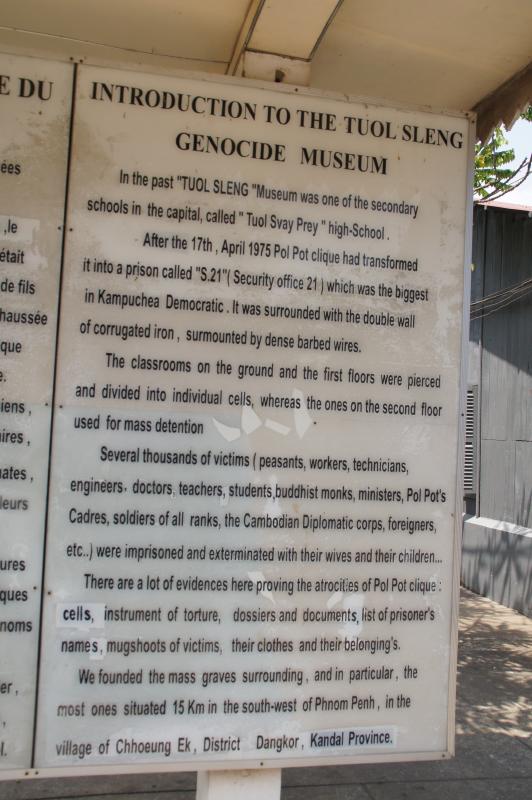 E DU
ées
,le
était
de fils
haussée
que
e.
iens ,
ires ,
nates ,
leurs
ures
ques
noms
er ,
,
l.
INTRODUCTION TO THE TUOL SLENG
GENOCIDE MUSEUM
In the past "TUOL SLENG "Museum was one of the secondary
schools in the capital, called " Tuol Svay Prey " high-School .
After the 17th , April 1975 Pol Pot clique had transformed
it into a prison called "S.21"( Security office 21 ) which was the biggest
in Kampuchea Democratic . It was surrounded with the double wall
of corrugated iron , surmounted by dense barbed wires.
The classrooms on the ground and the first floors were pierced
and divided into individual cells, whereas the ones on the second floor
used for mass detention
Several thousands of victims ( peasants, workers, technicians,
engineers, doctors, teachers, students,buddhist monks, ministers, Pol Pot's
Cadres, soldiers of all ranks, the Cambodian Diplomatic corps, foreigners,
etc..) were imprisoned and exterminated with their wives and their children...
There are a lot of evidences here proving the atrocities of Pol Pot clique :
cells, instrument of torture, dossiers and documents, list of prisoner's
names, mugshoots of victims, their clothes and their belonging's.
We founded the mass graves surrounding , and in particular , the
most ones situated 15 Km in the south-west of Phnom Penh , in the
village of Chhoeung Ek , District Dangkor , Kandal Province.